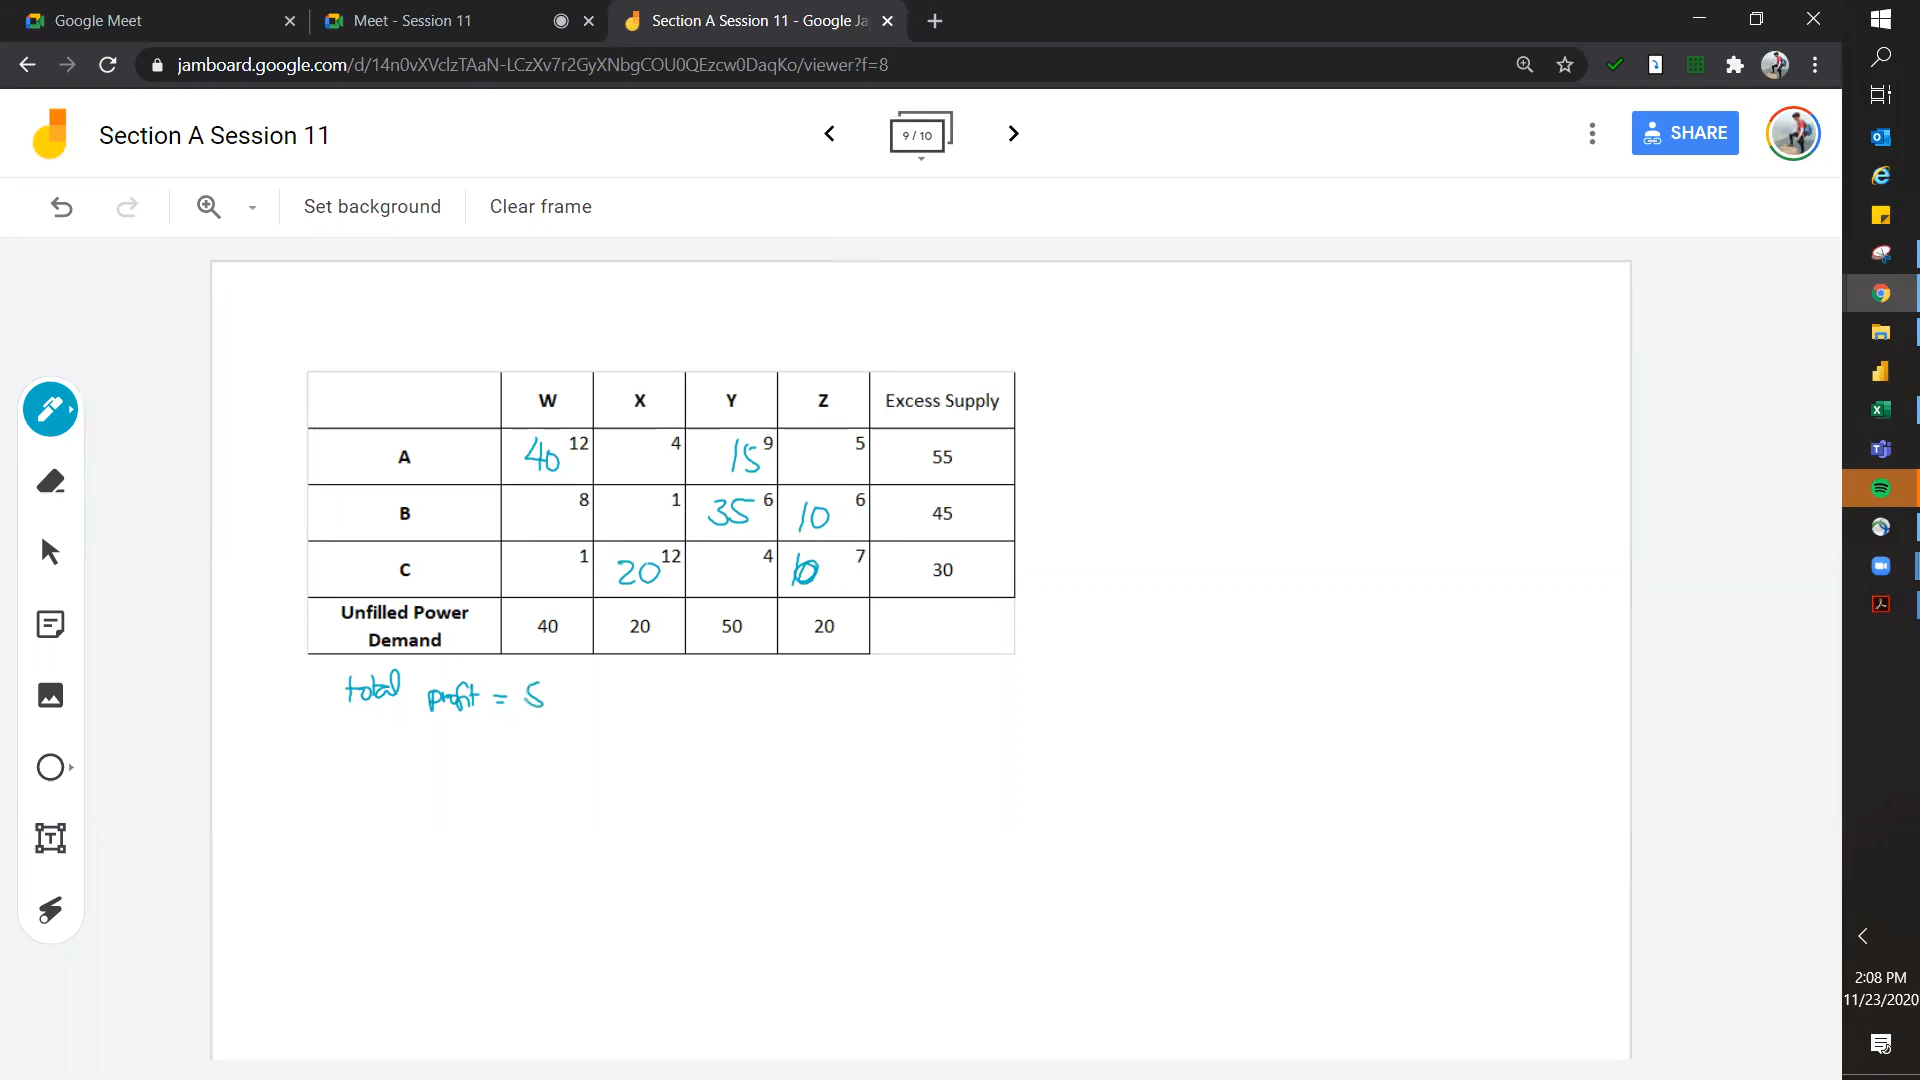 Google Meet
Meet - Session 11
Section A Session 11 - Google Ja
jamboard.google.com/d/14n0vXVclzTAaN-LCzXv7r2GyXNbgCOU0QEzcw0DaqKo/viewer?f=8
Section A Session 11
9 / 10
SHARE
Set background
Clear frame
W X Y Z Excess Supply
A 40 12 4 15 9 5 55
B 8 1 35 6 10 6 45
C 1 20 12 4 7 30
Unfilled Power
Demand 40 20 50 20
total profit = 5
2:08 PM
11/23/2020